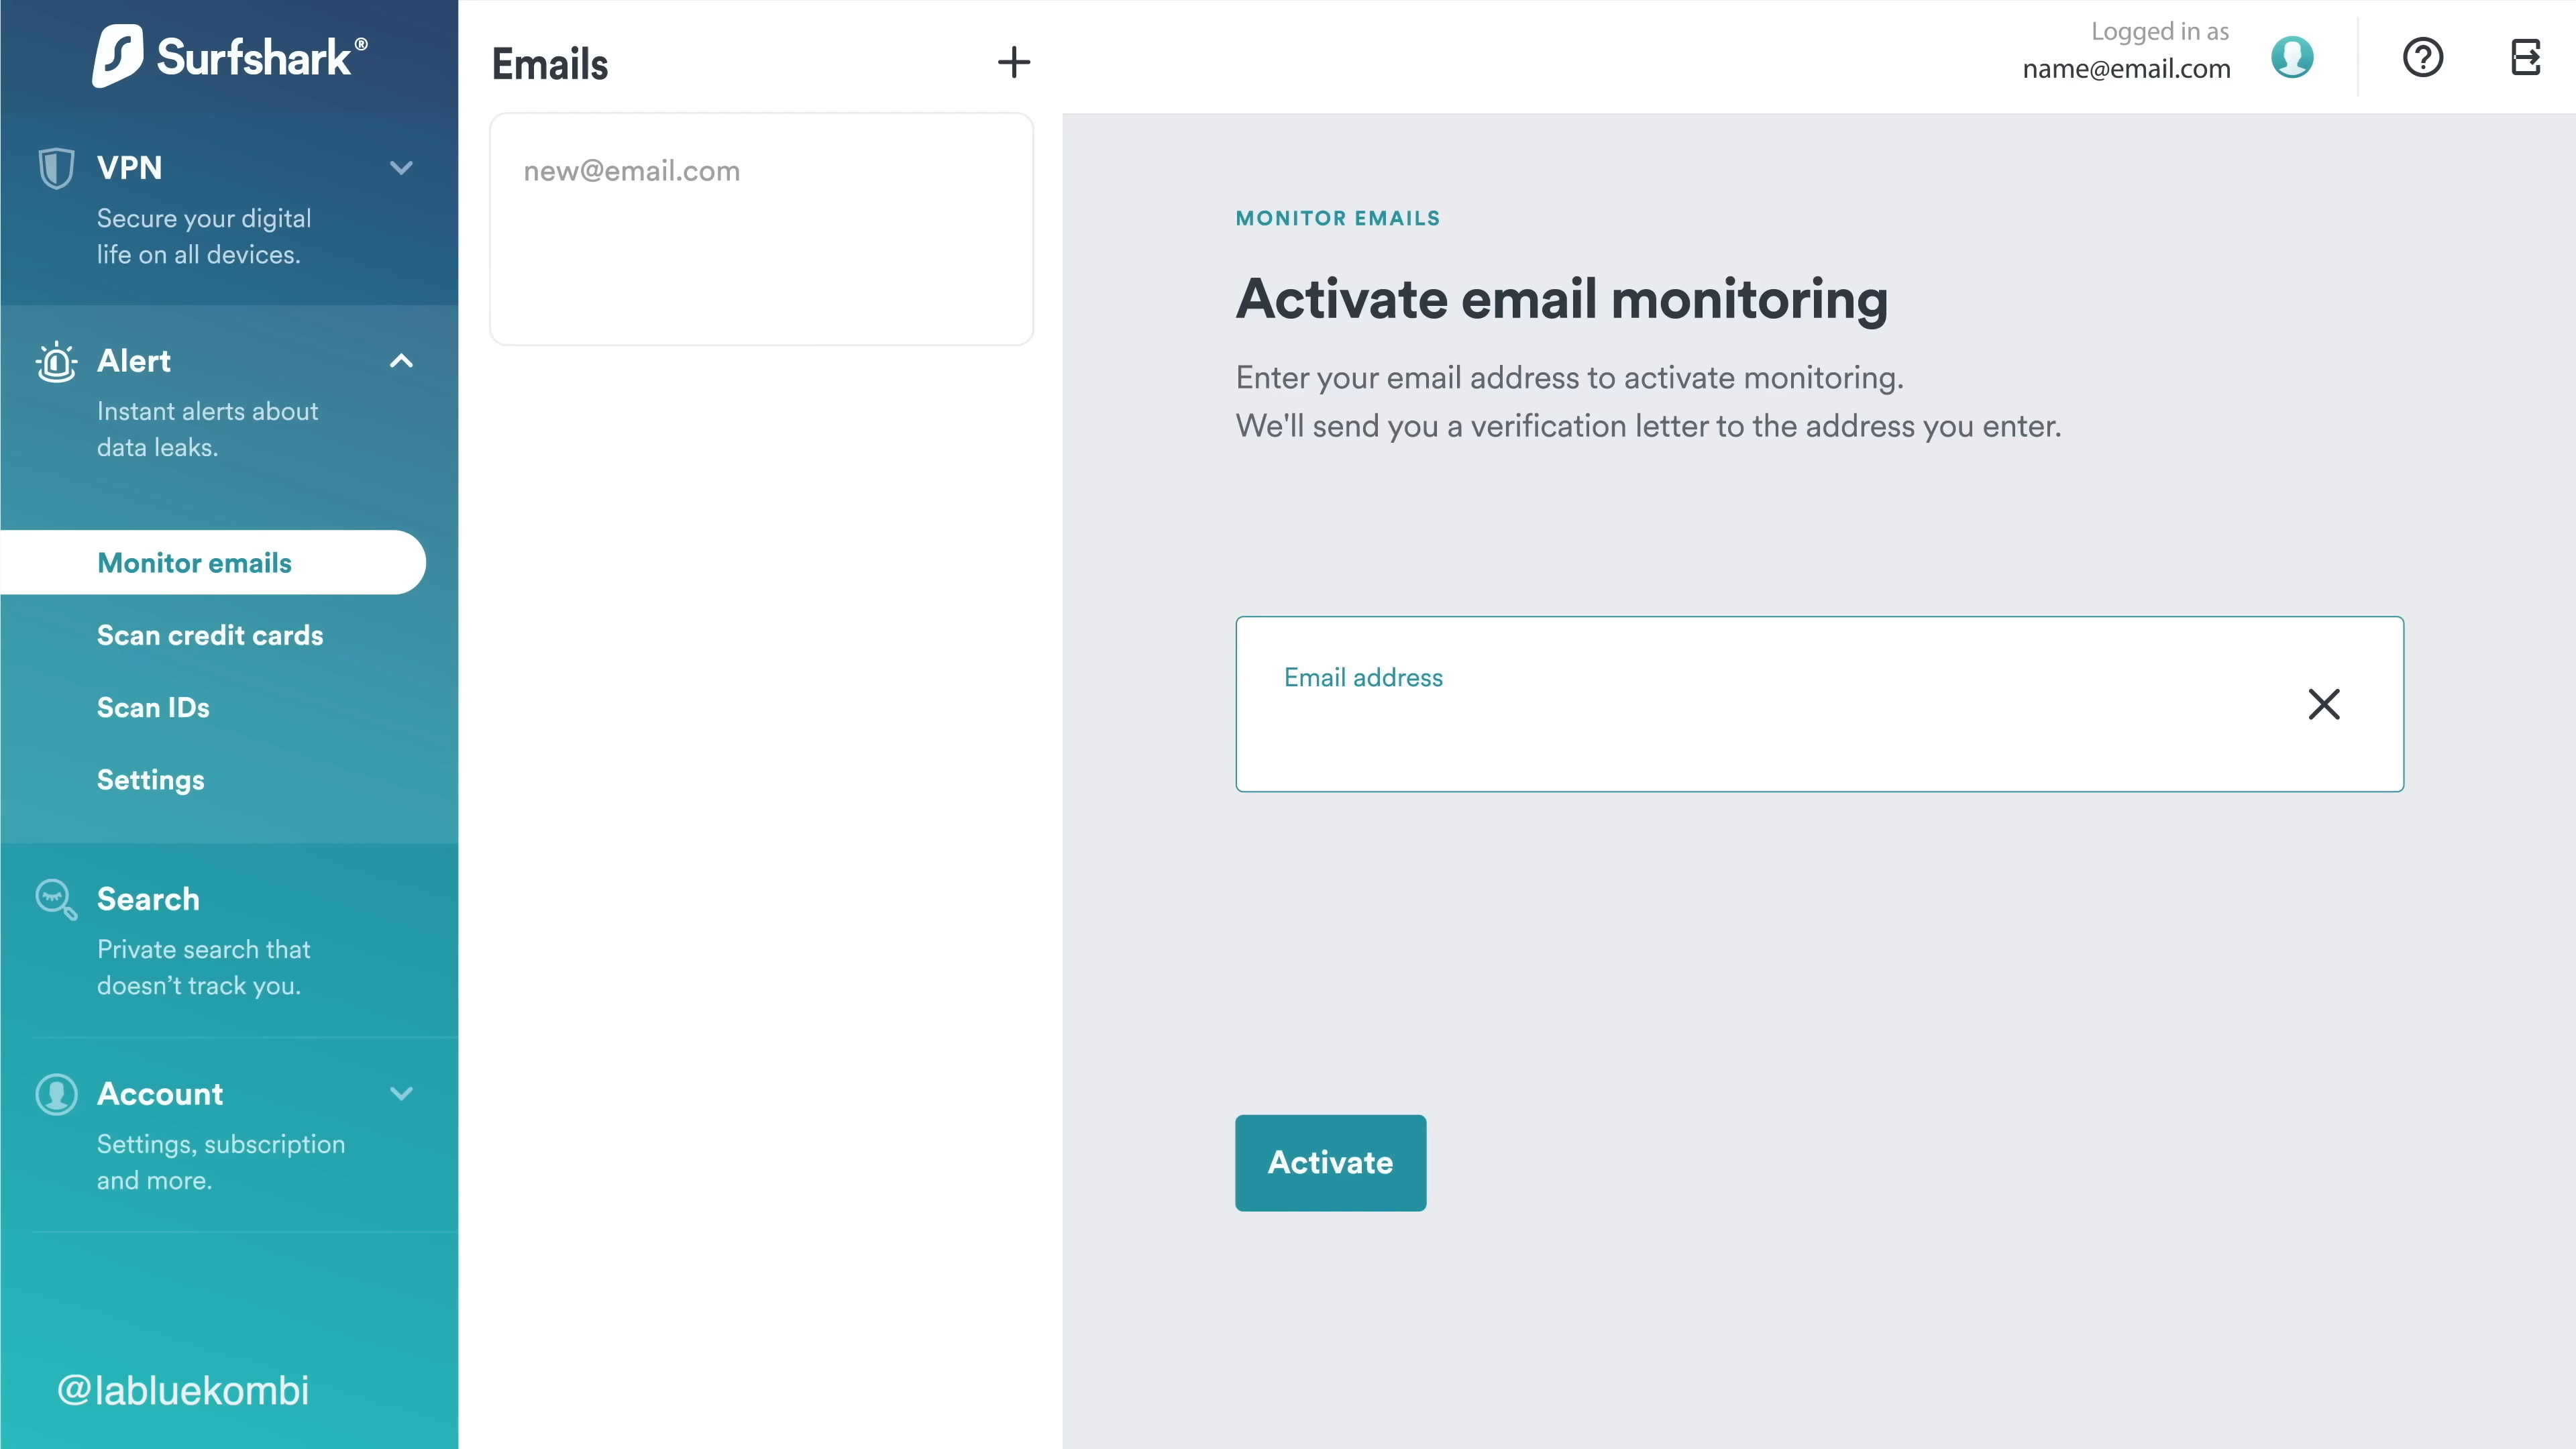 Surfshark®
VPN
Secure your digital
life on all devices.
Alert
Instant alerts about
data leaks.
Monitor emails
Scan credit cards
Scan IDs
Settings
Search
Private search that
doesn’t track you.
Account
Settings, subscription
and more.
@labluekombi
Emails
new@email.com
Logged in as
name@email.com
MONITOR EMAILS
Activate email monitoring
Enter your email address to activate monitoring.
We'll send you a verification letter to the address you enter.
Email address
Activate